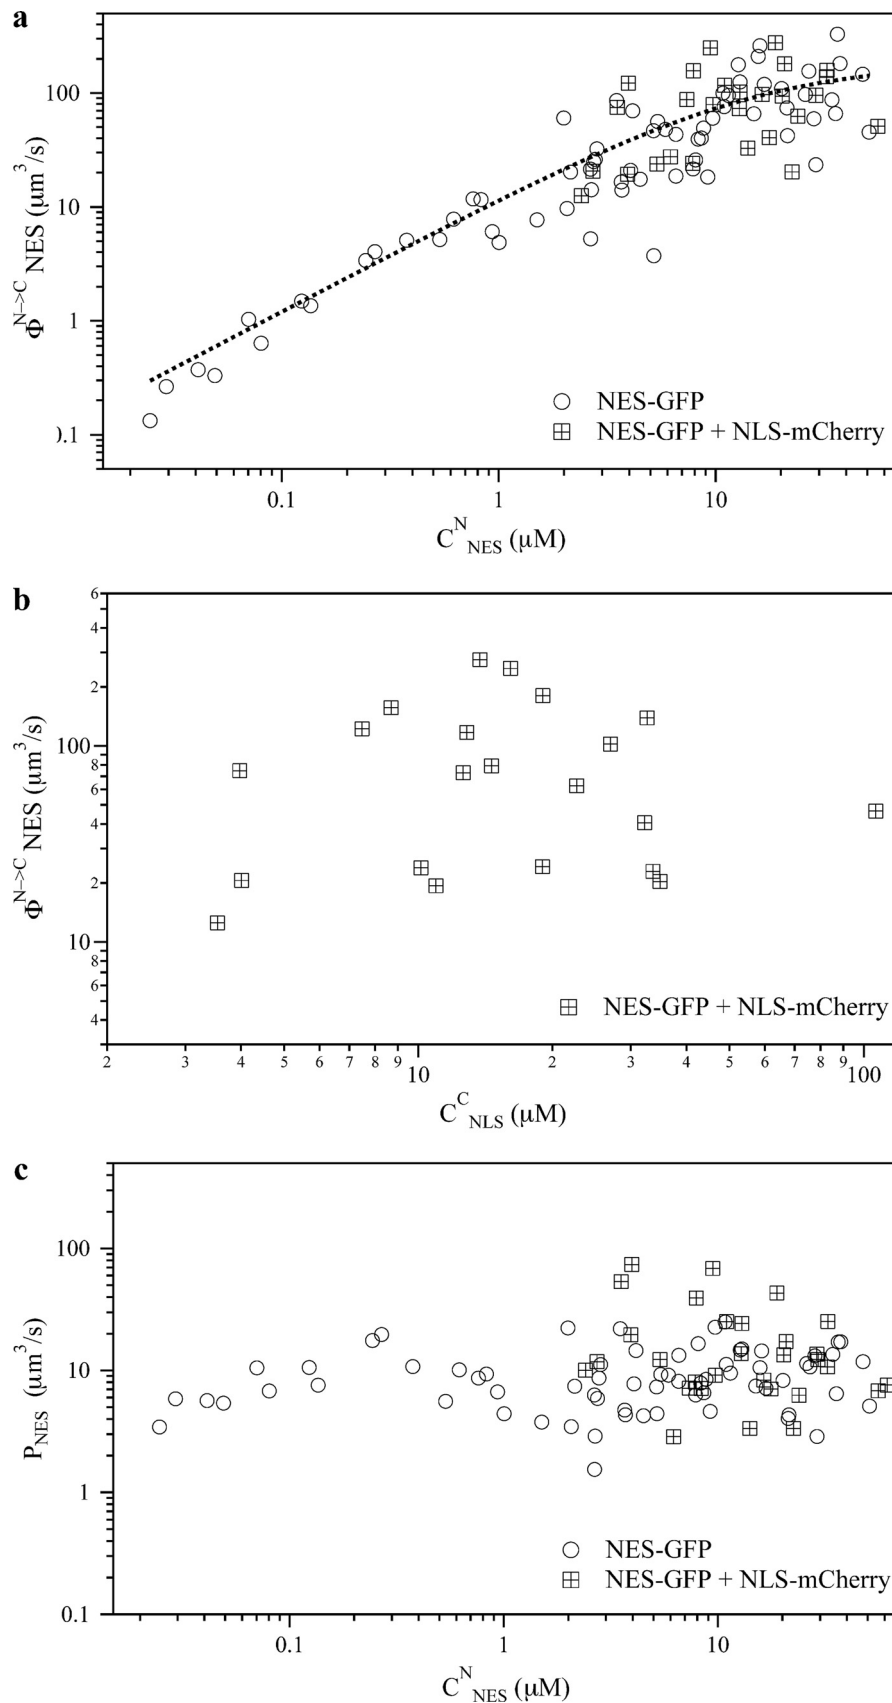 a
100
10
1
).1
Φ^N->C NES (µm³/s)
0.1 1 10
C^N_NES (µM)
NES-GFP
NES-GFP + NLS-mCherry
b
6
4
2
100
8
6
4
2
10
8
6
4
Φ^N->C NES (µm³/s)
2 3 4 5 6 7 8 9 10 2 3 4 5 6 7 8 9 100
C^C_NLS (µM)
NES-GFP + NLS-mCherry
c
100
10
1
0.1
P_NES (µm³/s)
0.1 1 10
C^N_NES (µM)
NES-GFP
NES-GFP + NLS-mCherry